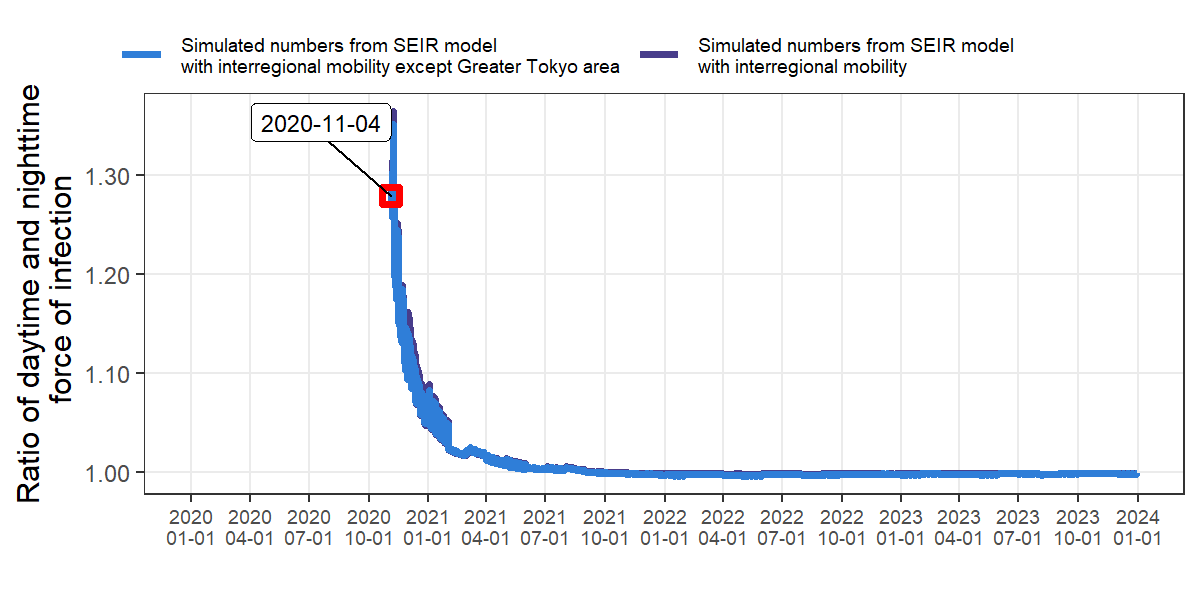 Simulated numbers from SEIR model
with interregional mobility except Greater Tokyo area
Simulated numbers from SEIR model
with interregional mobility
Ratio of daytime and nighttime
force of infection
2020-11-04
1.30
1.20
1.10
1.00
2020 2020 2020 2020 2021 2021 2021 2021 2022 2022 2022 2022 2023 2023 2023 2023 2024
01-01 04-01 07-01 10-01 01-01 04-01 07-01 10-01 01-01 04-01 07-01 10-01 01-01 04-01 07-01 10-01 01-01